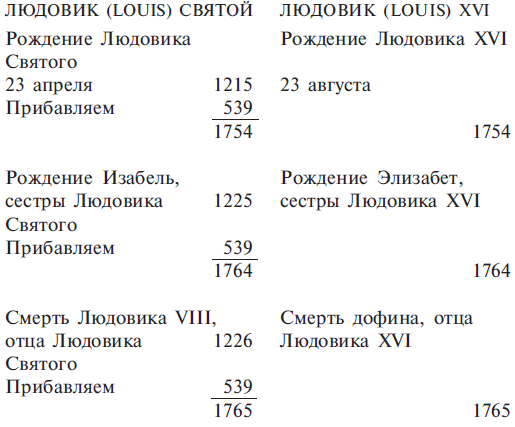 ЛЮДОВИК (LOUIS) СВЯТОЙ ЛЮДОВИК (LOUIS) XVI
Рождение Людовика Рождение Людовика XVI
Святого
23 апреля 1215 23 августа
Прибавляем 539
1754 1754
Рождение Изабель, Рождение Элизабет,
сестры Людовика 1225 сестры Людовика XVI
Святого
Прибавляем 539
1764 1764
Смерть Людовика VIII, Смерть дофина, отца
отца Людовика 1226 Людовика XVI
Святого
Прибавляем 539
1765 1765